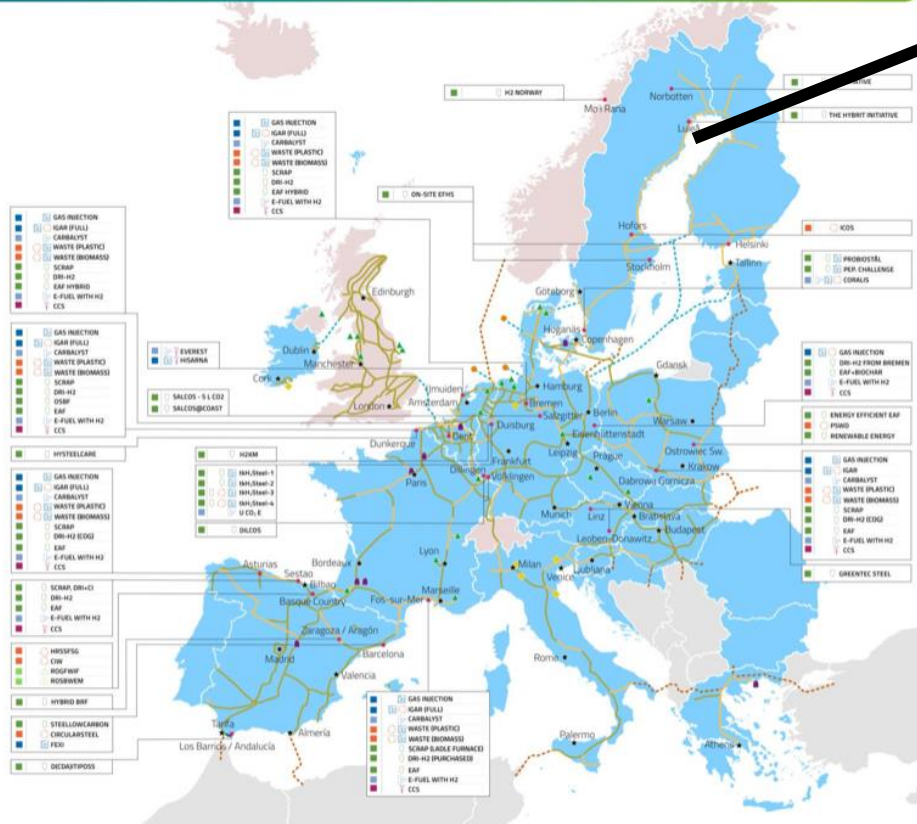 H2 NORWAY
Mo i Rana
Norbotten
THE HYBRIT INITIATIVE
GAS INJECTION
IGAR (FULL)
CARBALYST
WASTE (PLASTIC)
WASTE (BIOMASS)
SCRAP
DRI-H2
EAF HYBRID
E-FUEL WITH H2
CCS
ON-SITE EFHS
Hofors
Stockholm
Helsinki
Tallinn
ICOS
GAS INJECTION
IGAR (FULL)
CARBALYST
WASTE (PLASTIC)
WASTE (BIOMASS)
SCRAP
DRI-H2
EAF HYBRID
E-FUEL WITH H2
CCS
PROBIOSTÅL
PEP. CHALLENGE
CORALIS
Edinburgh
Göteborg
Hoganäs
Copenhagen
Dublin
Manchester
Cork
London
EVEREST
HISARNA
SALCOS - S L CO2
SALCOS@COAST
GAS INJECTION
IGAR (FULL)
CARBALYST
WASTE (PLASTIC)
WASTE (BIOMASS)
SCRAP
DRI-H2
OSBF
EAF
E-FUEL WITH H2
CCS
HYSTEELCARE
IJmuiden
Amsterdam
Hamburg
Bremen
Salzgitter
Berlin
Eisenhüttenstadt
Gdansk
Warsaw
GAS INJECTION
DRI-H2 FROM BREMEN
EAF+BIOCHAR
E-FUEL WITH H2
CCS
ENERGY EFFICIENT EAF
PSWD
RENEWABLE ENERGY
Dunkerque
Gent
Duisburg
Leipzig
Prague
Ostrowiec Sw.
Krakow
Dabrowa Gornicza
H2KM
tkH2Steel-1
tkH2Steel-2
tkH2Steel-3
tkH2Steel-4
U CO2 E
DILCOS
Paris
Dillingen
Frankfurt
Völklingen
Munich
Linz
Vienna
Bratislava
Budapest
Leoben-Donawitz
GAS INJECTION
IGAR (FULL)
CARBALYST
WASTE (PLASTIC)
WASTE (BIOMASS)
SCRAP
DRI-H2 (COG)
EAF
E-FUEL WITH H2
CCS
GAS INJECTION
IGAR
CARBALYST
WASTE (PLASTIC)
WASTE (BIOMASS)
SCRAP
DRI-H2 (COG)
EAF
E-FUEL WITH H2
CCS
GREENTEC STEEL
Lyon
Bordeaux
Milan
Venice
Ljubljana
Asturias
Sestao
Bilbao
Basque Country
Fos-sur-Mer
Marseille
SCRAP, DRI+CI
DRI-H2
EAF
E-FUEL WITH H2
CCS
HRSSFSG
CIW
RDGFWIF
ROSBWEM
HYBRID BRF
STEELLOWCARBON
CIRCULARSTEEL
FEXI
D(CDA)ITIPOSS
Zaragoza / Aragón
Madrid
Barcelona
Valencia
Tarifa
Almería
Los Barrios / Andalucía
Rome
Palermo
Athens
GAS INJECTION
IGAR (FULL)
CARBALYST
WASTE (PLASTIC)
WASTE (BIOMASS)
SCRAP (LADLE FURNACE)
DRI-H2 (PURCHASED)
EAF
E-FUEL WITH H2
CCS